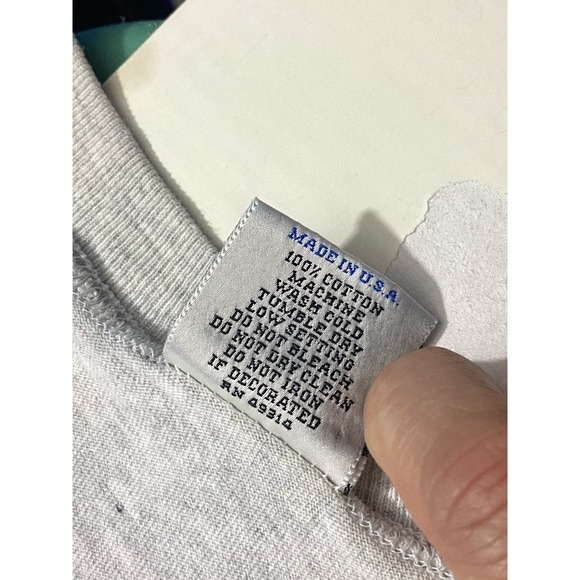 MADE IN U.S.A.
100% COTTON
MACHINE
WASH COLD
TUMBLE DRY
LOW SETTING
DO NOT BLEACH
DO NOT DRY CLEAN
DO NOT IRON
IF DECORATED
RN 49314